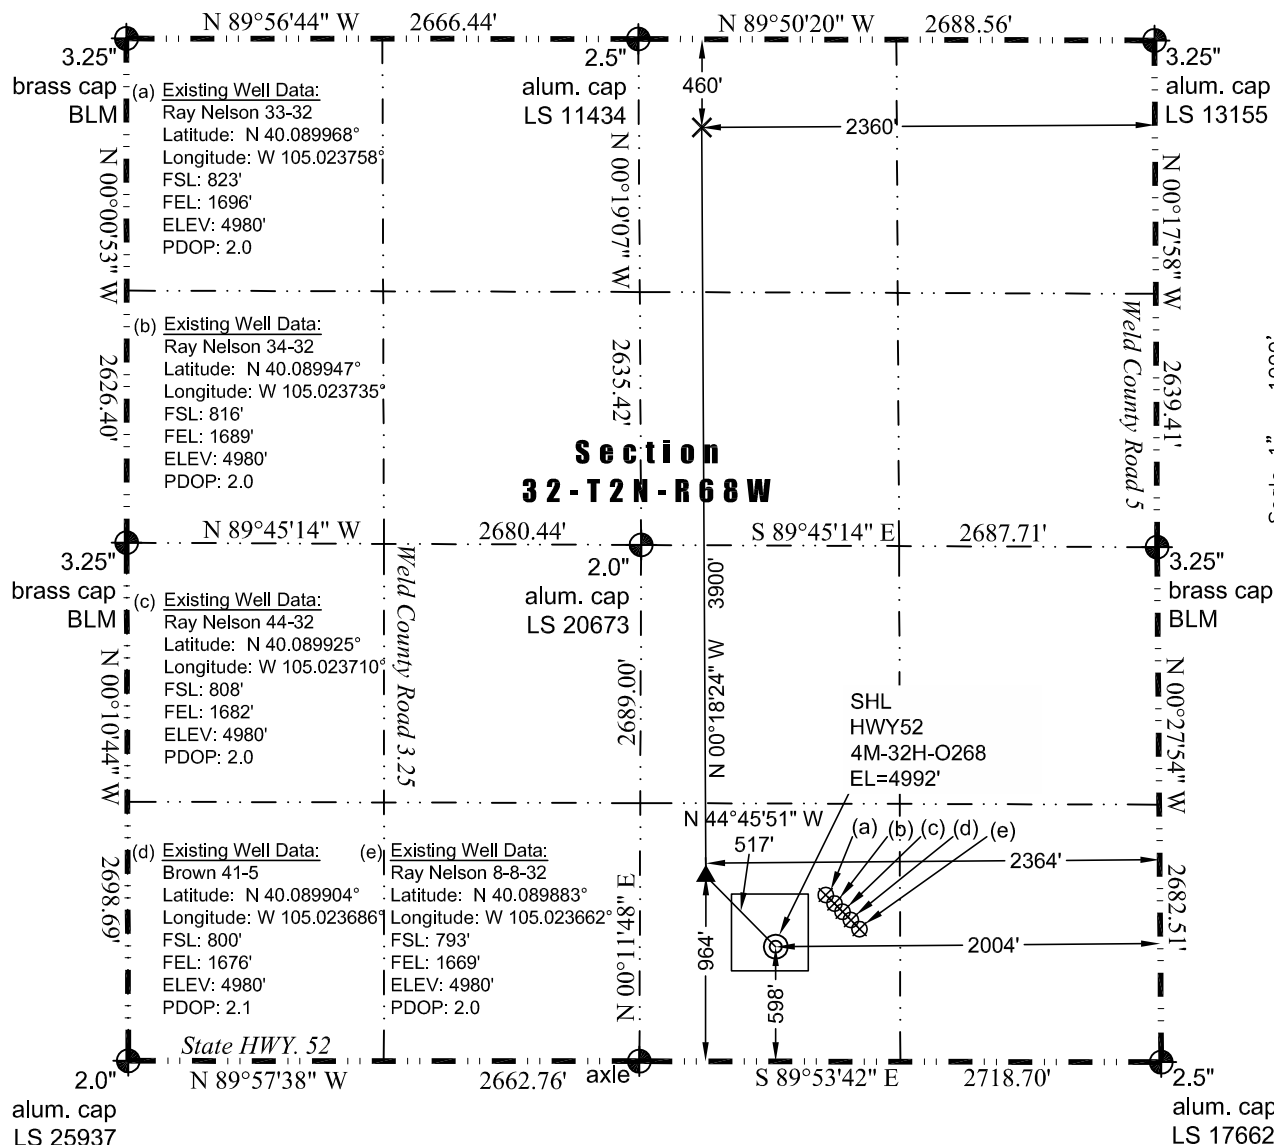 N 89°56'44" W 2666.44'
N 89°50'20" W 2688.56'
3.25"
brass cap
BLM
2.5"
alum. cap
LS 11434
3.25"
alum. cap
LS 13155
460'
2360'
(a) Existing Well Data:
Ray Nelson 33-32
Latitude: N 40.089968°
Longitude: W 105.023758°
FSL: 823'
FEL: 1696'
ELEV: 4980'
PDOP: 2.0
N 00°00'53" W
2626.40'
N 00°19'07" W
2635.42'
N 00°17'58" W
2639.41'
Weld County Road 5
(b) Existing Well Data:
Ray Nelson 34-32
Latitude: N 40.089947°
Longitude: W 105.023735°
FSL: 816'
FEL: 1689'
ELEV: 4980'
PDOP: 2.0
Section
32-T2N-R68W
N 89°45'14" W 2680.44'
S 89°45'14" E 2687.71'
3.25"
brass cap
BLM
2.0"
alum. cap
LS 20673
3.25"
brass cap
BLM
(c) Existing Well Data:
Ray Nelson 44-32
Latitude: N 40.089925°
Longitude: W 105.023710°
FSL: 808'
FEL: 1682'
ELEV: 4980'
PDOP: 2.0
Weld County Road 3.25
N 00°10'44" W
2698.69'
N 00°11'48" E
2689.00'
N 00°18'24" W 3900'
N 00°27'54" W
2682.51'
SHL
HWY52
4M-32H-O268
EL=4992'
N 44°45'51" W
517'
(a) (b) (c) (d) (e)
2364'
2004'
964'
598'
(d) Existing Well Data:
Brown 41-5
Latitude: N 40.089904°
Longitude: W 105.023686°
FSL: 800'
FEL: 1676'
ELEV: 4980'
PDOP: 2.1
(e) Existing Well Data:
Ray Nelson 8-8-32
Latitude: N 40.089883°
Longitude: W 105.023662°
FSL: 793'
FEL: 1669'
ELEV: 4980'
PDOP: 2.0
State HWY. 52
N 89°57'38" W 2662.76'
axle
S 89°53'42" E 2718.70'
2.0"
alum. cap
LS 25937
2.5"
alum. cap
LS 17662